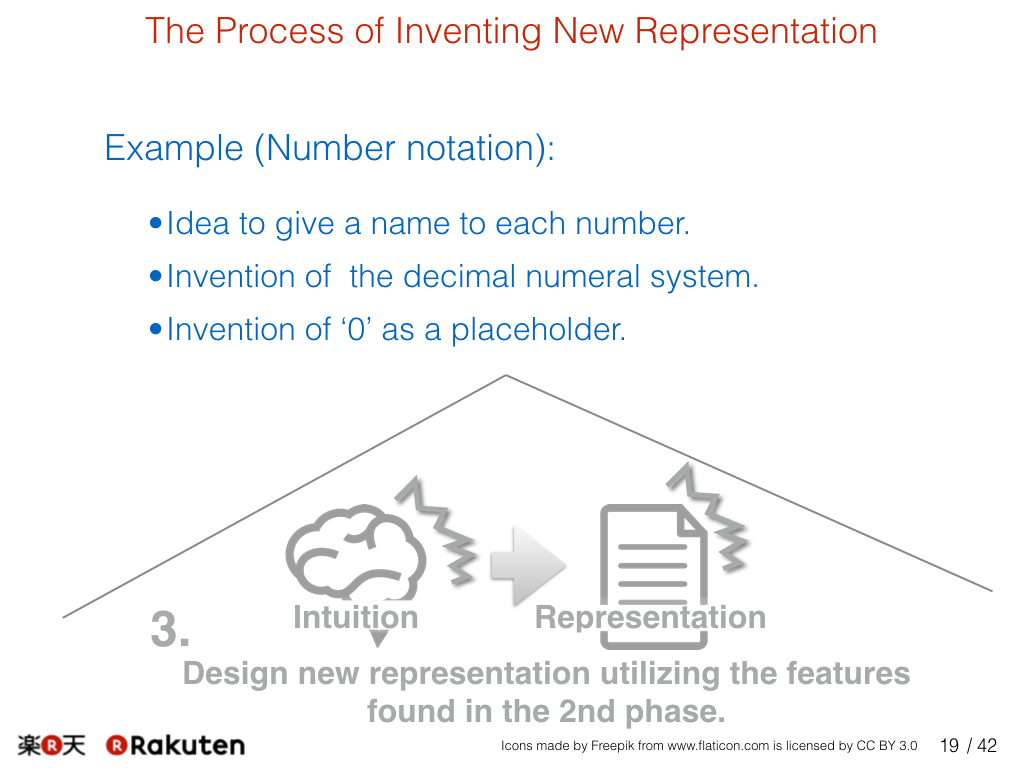 The Process of Inventing New Representation
Example (Number notation):
•Idea to give a name to each number.
•Invention of  the decimal numeral system.
•Invention of ‘0’ as a placeholder.
Intuition
Representation
3.
Design new representation utilizing the features
found in the 2nd phase.
楽R天 R Rakuten
Icons made by Freepik from www.flaticon.com is licensed by CC BY 3.0
19 / 42